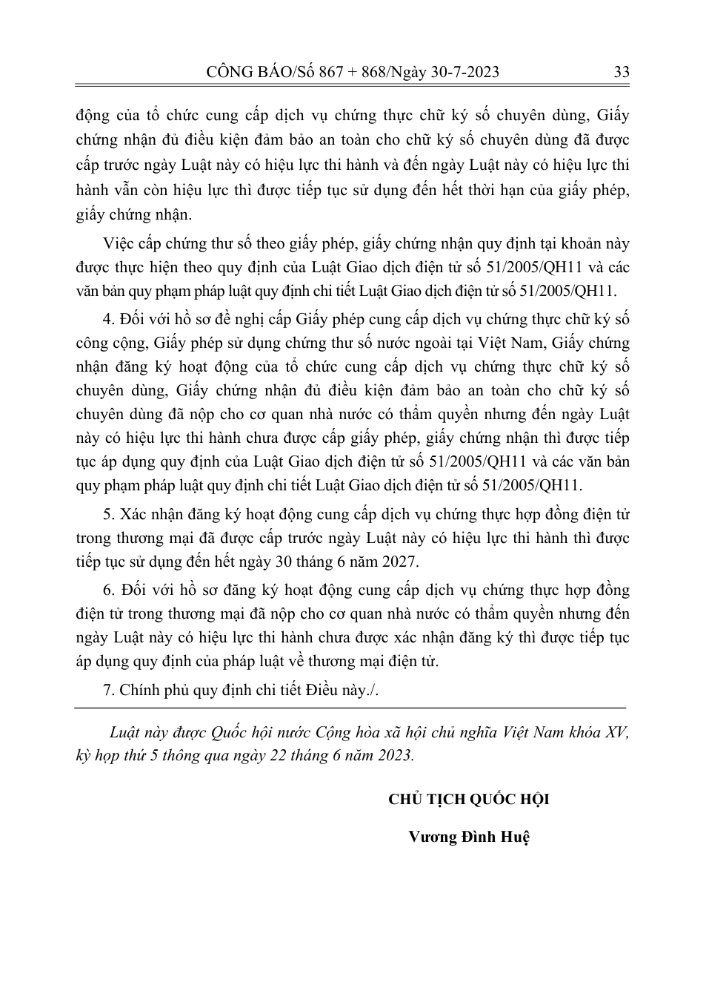 CÔNG BÁO/Số 867 + 868/Ngày 30-7-2023 33
động của tổ chức cung cấp dịch vụ chứng thực chữ ký số chuyên dùng, Giấy
chứng nhận đủ điều kiện đảm bảo an toàn cho chữ ký số chuyên dùng đã được
cấp trước ngày Luật này có hiệu lực thi hành và đến ngày Luật này có hiệu lực thi
hành vẫn còn hiệu lực thì được tiếp tục sử dụng đến hết thời hạn của giấy phép,
giấy chứng nhận.
Việc cấp chứng thư số theo giấy phép, giấy chứng nhận quy định tại khoản này
được thực hiện theo quy định của Luật Giao dịch điện tử số 51/2005/QH11 và các
văn bản quy phạm pháp luật quy định chi tiết Luật Giao dịch điện tử số 51/2005/QH11.
4. Đối với hồ sơ đề nghị cấp Giấy phép cung cấp dịch vụ chứng thực chữ ký số
công cộng, Giấy phép sử dụng chứng thư số nước ngoài tại Việt Nam, Giấy chứng
nhận đăng ký hoạt động của tổ chức cung cấp dịch vụ chứng thực chữ ký số
chuyên dùng, Giấy chứng nhận đủ điều kiện đảm bảo an toàn cho chữ ký số
chuyên dùng đã nộp cho cơ quan nhà nước có thẩm quyền nhưng đến ngày Luật
này có hiệu lực thi hành chưa được cấp giấy phép, giấy chứng nhận thì được tiếp
tục áp dụng quy định của Luật Giao dịch điện tử số 51/2005/QH11 và các văn bản
quy phạm pháp luật quy định chi tiết Luật Giao dịch điện tử số 51/2005/QH11.
5. Xác nhận đăng ký hoạt động cung cấp dịch vụ chứng thực hợp đồng điện tử
trong thương mại đã được cấp trước ngày Luật này có hiệu lực thi hành thì được
tiếp tục sử dụng đến hết ngày 30 tháng 6 năm 2027.
6. Đối với hồ sơ đăng ký hoạt động cung cấp dịch vụ chứng thực hợp đồng
điện tử trong thương mại đã nộp cho cơ quan nhà nước có thẩm quyền nhưng đến
ngày Luật này có hiệu lực thi hành chưa được xác nhận đăng ký thì được tiếp tục
áp dụng quy định của pháp luật về thương mại điện tử.
7. Chính phủ quy định chi tiết Điều này./.
Luật này được Quốc hội nước Cộng hòa xã hội chủ nghĩa Việt Nam khóa XV,
kỳ họp thứ 5 thông qua ngày 22 tháng 6 năm 2023.
CHỦ TỊCH QUỐC HỘI
Vương Đình Huệ